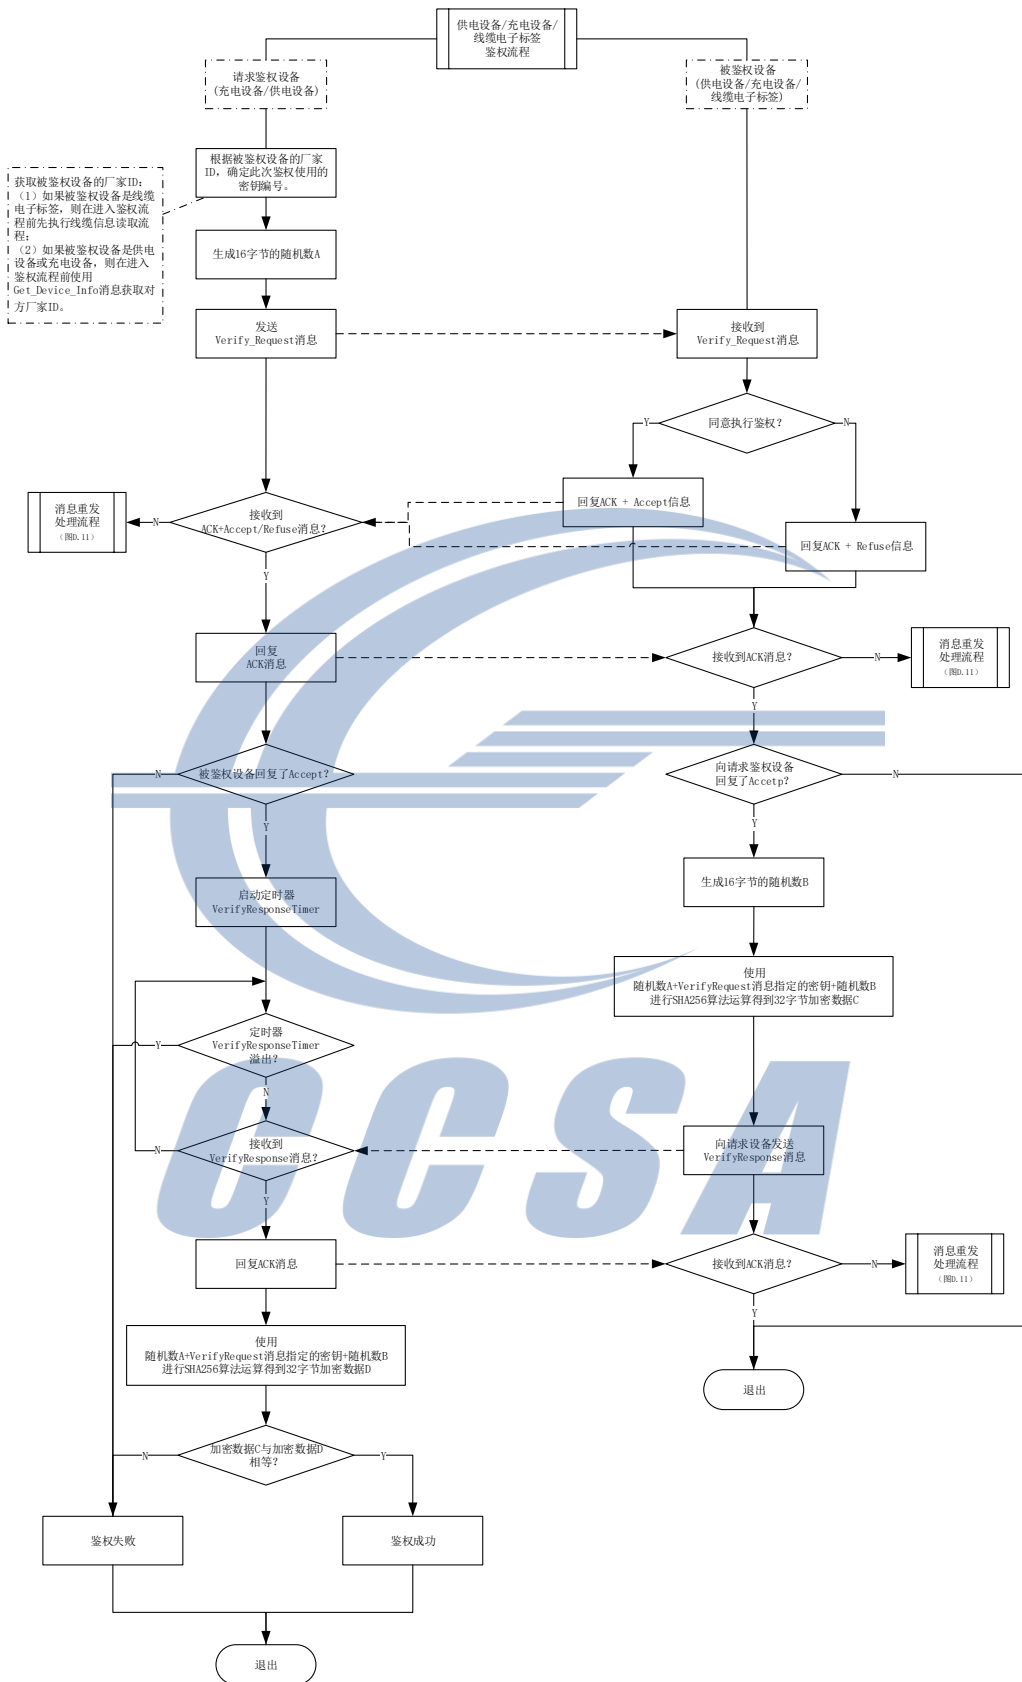 供电设备/充电设备/
线缆电子标签
鉴权流程
请求鉴权设备
(充电设备/供电设备)
被鉴权设备
(供电设备/充电设备/
线缆电子标签)
根据被鉴权设备的厂家
ID，确定此次鉴权使用的
密钥编号。
获取被鉴权设备的厂家ID：
（1）如果被鉴权设备是线缆
电子标签，则在进入鉴权流
程前先执行线缆信息读取流
程；
（2）如果被鉴权设备是供电
设备或充电设备，则在进入
鉴权流程前使用
Get_Device_Info消息获取对
方厂家ID。
生成16字节的随机数A
发送
Verify_Request消息
接收到
Verify_Request消息
同意执行鉴权？
Y
N
回复ACK + Accept信息
消息重发
处理流程
（图D.11）
N
接收到
ACK+Accept/Refuse消息？
回复ACK + Refuse信息
Y
回复
ACK消息
接收到ACK消息？
N
消息重发
处理流程
（图D.11）
Y
N
被鉴权设备回复了Accept？
向请求鉴权设备
回复了Accetp？
N
Y
Y
启动定时器
VerifyResponseTimer
生成16字节的随机数B
使用
随机数A+VerifyRequest消息指定的密钥+随机数B
进行SHA256算法运算得到32字节加密数据C
定时器
VerifyResponseTimer
溢出？
Y
N
接收到
VerifyResponse消息？
N
向请求设备发送
VerifyResponse消息
Y
回复ACK消息
接收到ACK消息？
N
消息重发
处理流程
（图D.11）
Y
使用
随机数A+VerifyRequest消息指定的密钥+随机数B
进行SHA256算法运算得到32字节加密数据D
退出
加密数据C与加密数据D
相等？
N
Y
鉴权失败
鉴权成功
退出
CCSA